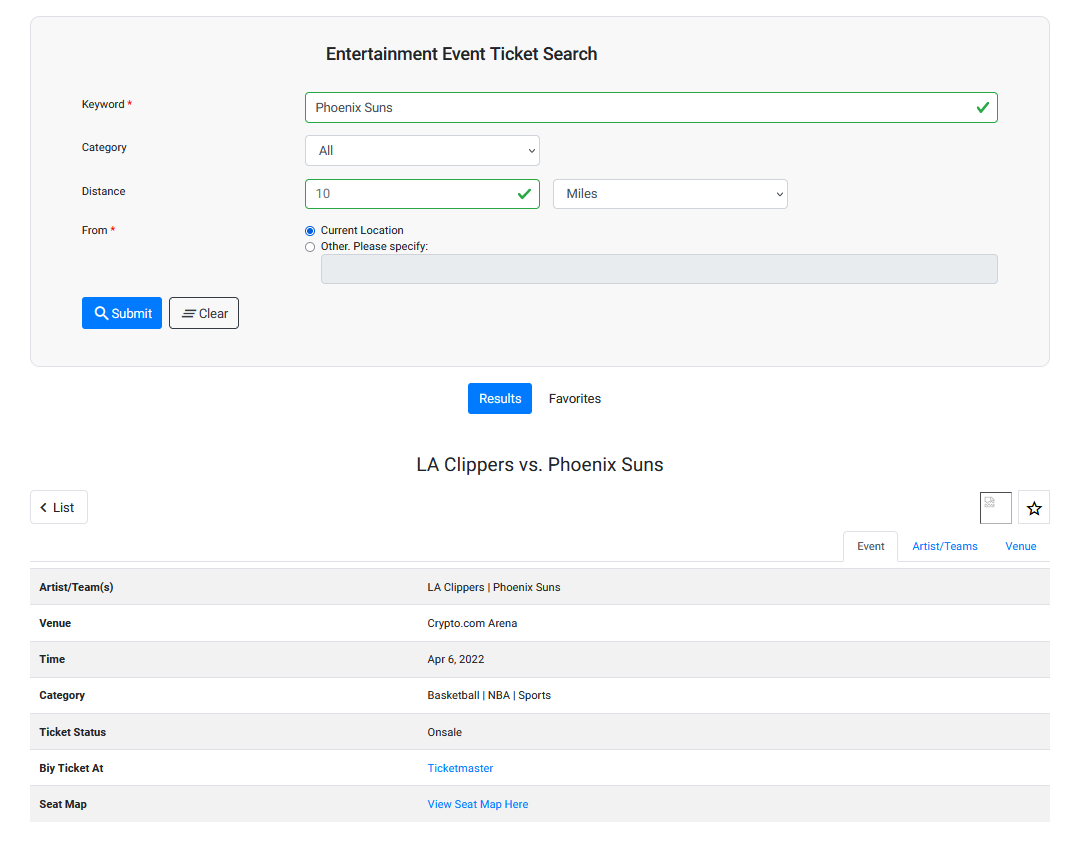 Entertainment Event Ticket Search
Keyword *
Phoenix Suns
Category
All
Distance
10
Miles
From *
Current Location
Other. Please specify:
Submit
Clear
Results
Favorites
LA Clippers vs. Phoenix Suns
List
Event
Artist/Teams
Venue
Artist/Team(s) LA Clippers | Phoenix Suns
Venue Crypto.com Arena
Time Apr 6, 2022
Category Basketball | NBA | Sports
Ticket Status Onsale
Biy Ticket At Ticketmaster
Seat Map View Seat Map Here